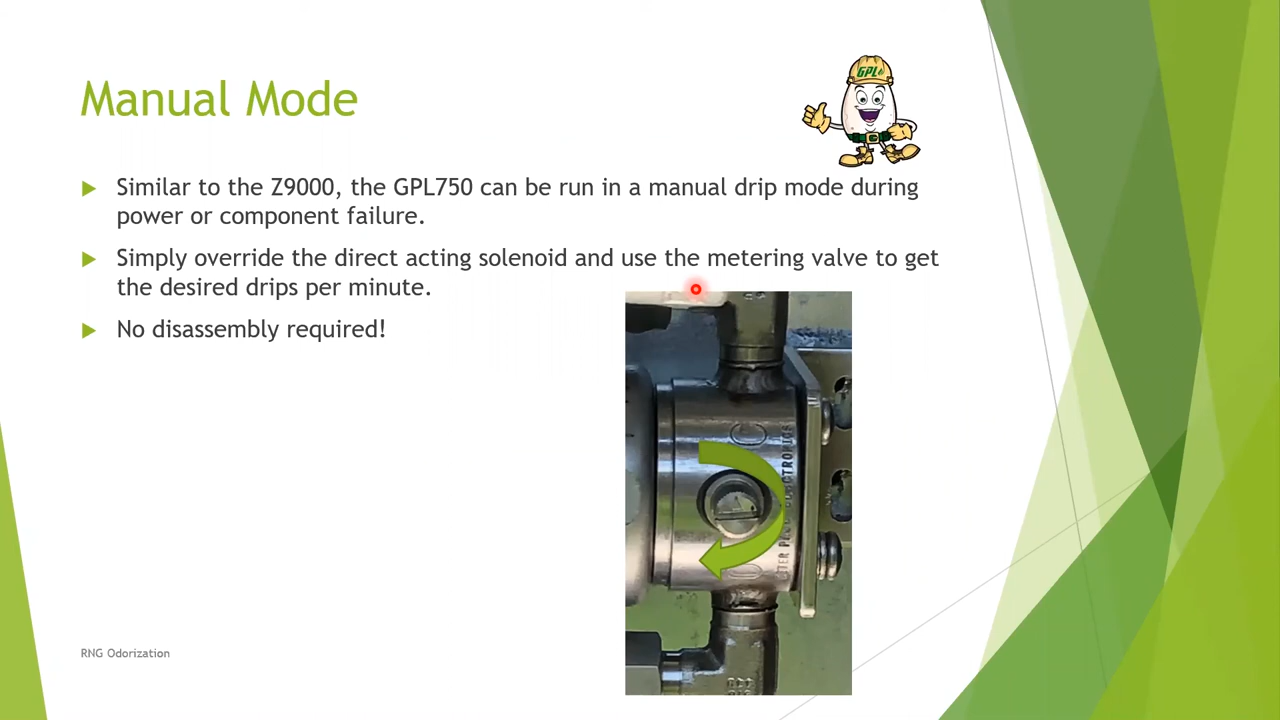 Manual Mode
GPL
Similar to the Z9000, the GPL750 can be run in a manual drip mode during
power or component failure.
Simply override the direct acting solenoid and use the metering valve to get
the desired drips per minute.
No disassembly required!
C
O
RNG Odorization